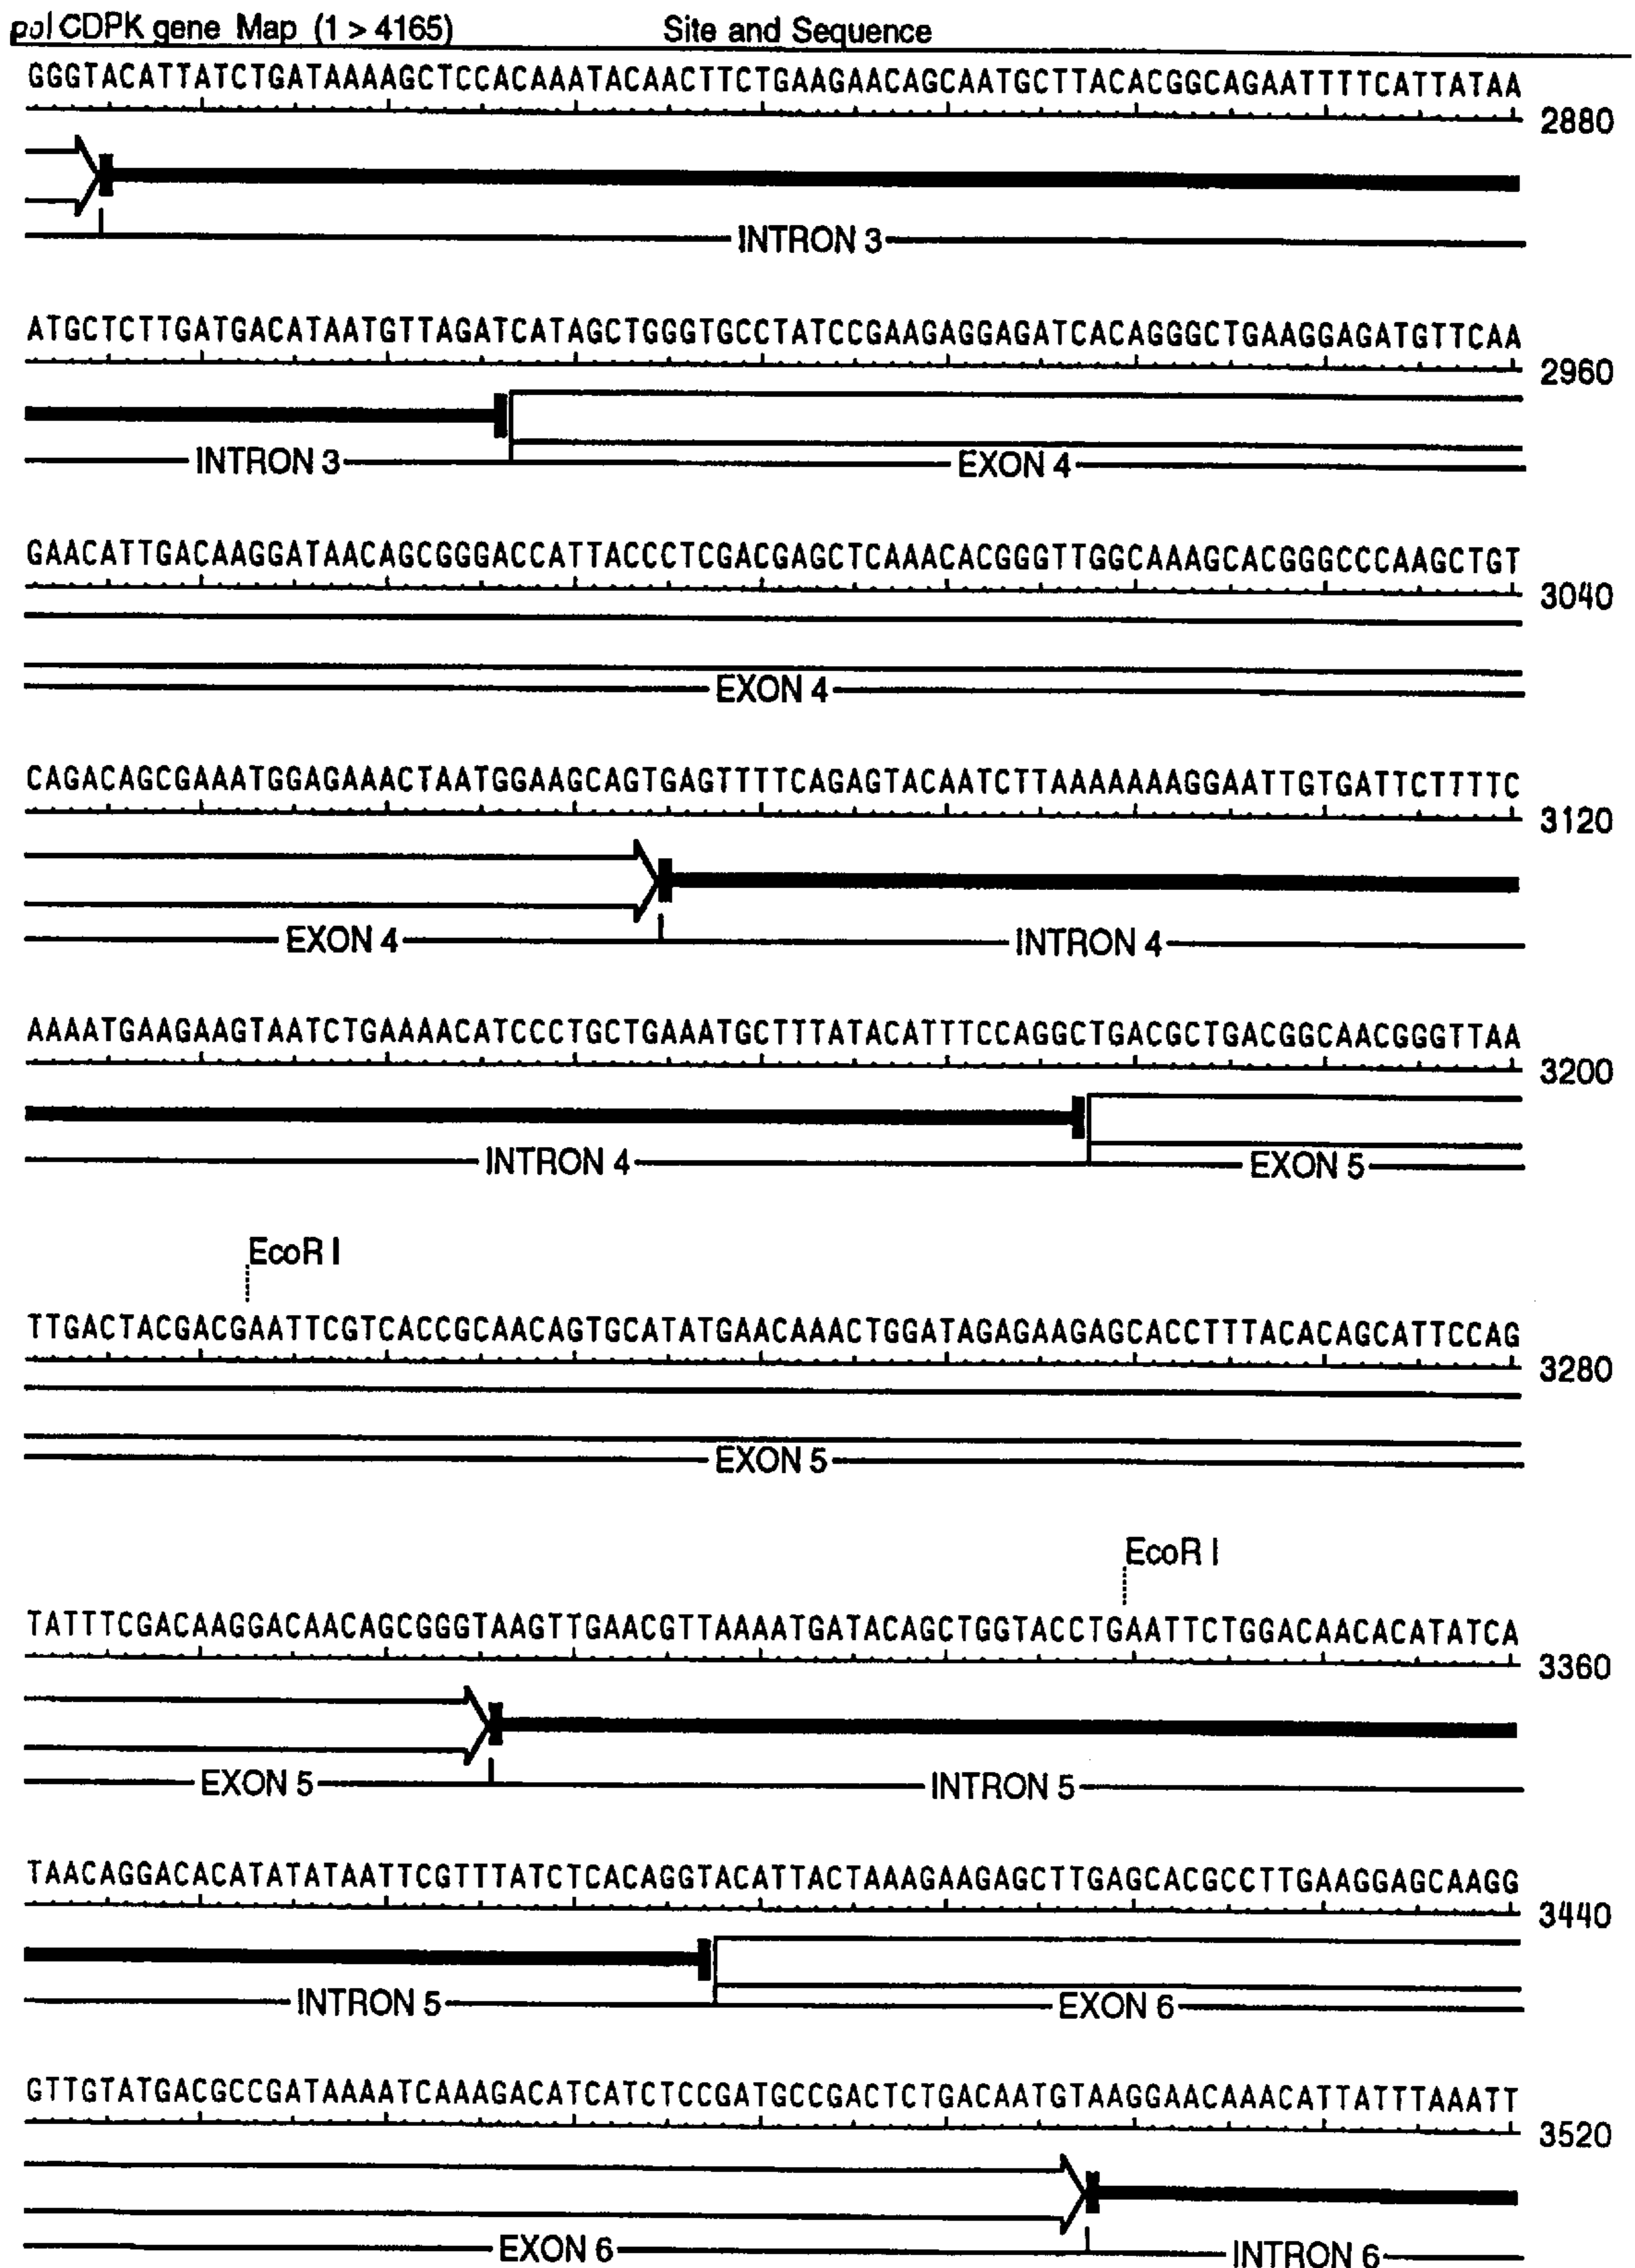 pol CDPK gene Map (1 > 4165) Site and Sequence
GGGTACATTATCTGATAAAAGCTCCACAAATACAACTTCTGAAGAACAGCAATGCTTACACGGCAGAATTTTCATTATAA 2880
INTRON 3
ATGCTCTTGATGACATAATGTTAGATCATAGCTGGGTGCCTATCCGAAGAGGAGATCACAGGGCTGAAGGAGATGTTCAA 2960
INTRON 3 EXON 4
GAACATTGACAAGGATAACAGCGGGACCATTACCCTCGACGAGCTCAAACACGGGTTGGCAAAGCACGGGCCCAAGCTGT 3040
EXON 4
CAGACAGCGAAATGGAGAAACTAATGGAAGCAGTGAGTTTTCAGAGTACAATCTTAAAAAAAGGAATTGTGATTCTTTTC 3120
EXON 4 INTRON 4
AAAATGAAGAAGTAATCTGAAAACATCCCTGCTGAAATGCTTTATACATTTCCAGGCTGACGCTGACGGCAACGGGTTAA 3200
INTRON 4 EXON 5
EcoR I
TTGACTACGACGAATTCGTCACCGCAACAGTGCATATGAACAAACTGGATAGAGAAGAGCACCTTTACACAGCATTCCAG 3280
EXON 5
EcoR I
TATTTCGACAAGGACAACAGCGGGTAAGTTGAACGTTAAAATGATACAGCTGGTACCTGAATTCTGGACAACACATATCA 3360
EXON 5 INTRON 5
TAACAGGACACATATATAATTCGTTTATCTCACAGGTACATTACTAAAGAAGAGCTTGAGCACGCCTTGAAGGAGCAAGG 3440
INTRON 5 EXON 6
GTTGTATGACGCCGATAAAATCAAAGACATCATCTCCGATGCCGACTCTGACAATGTAAGGAACAAACATTATTTAAATT 3520
EXON 6 INTRON 6